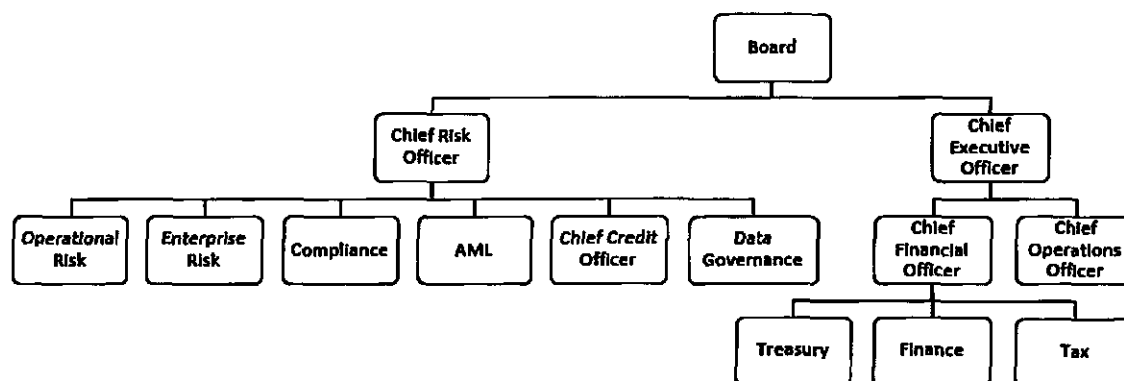 Board
Chief Risk
Officer
Chief
Executive
Officer
Operational
Risk
Enterprise
Risk
Compliance
AML
Chief Credit
Officer
Data
Governance
Chief
Financial
Officer
Chief
Operations
Officer
Treasury
Finance
Tax